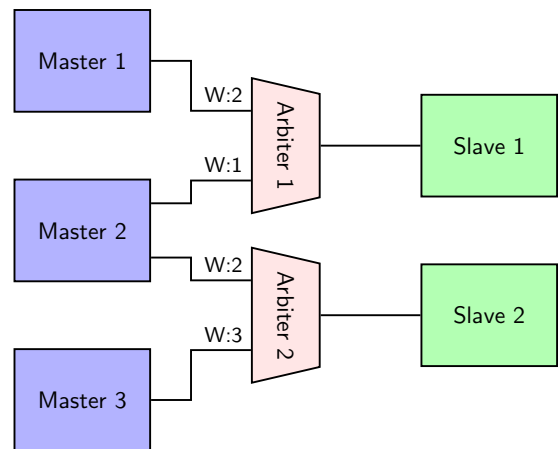 Master 1
W:2
Arbiter 1
Slave 1
W:1
Master 2
W:2
Arbiter 2
Slave 2
W:3
Master 3